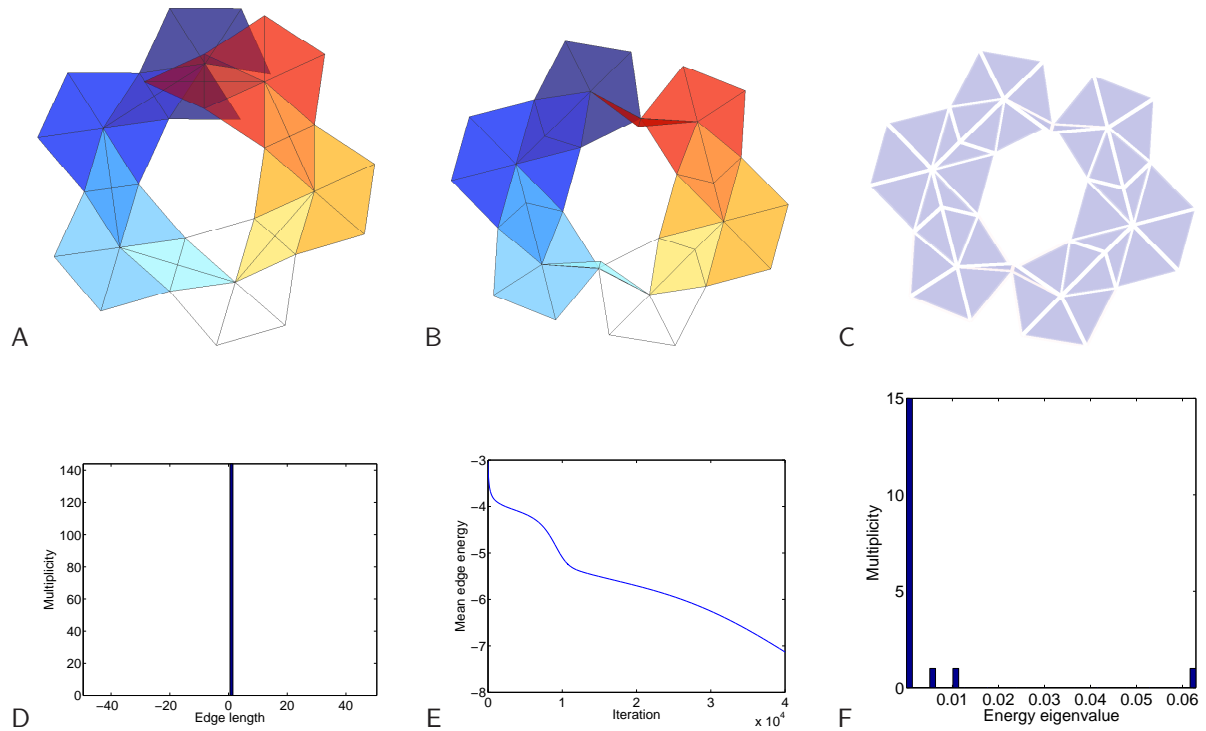 A
B
C
140
120
100
80
60
40
20
0
−40
−20
0
20
40
Multiplicity
Edge length
D
−3
−4
−5
−6
−7
−8
0
1
2
3
4
x 10⁴
Mean edge energy
Iteration
E
15
10
5
0
0.01
0.02
0.03
0.04
0.05
0.06
Multiplicity
Energy eigenvalue
F